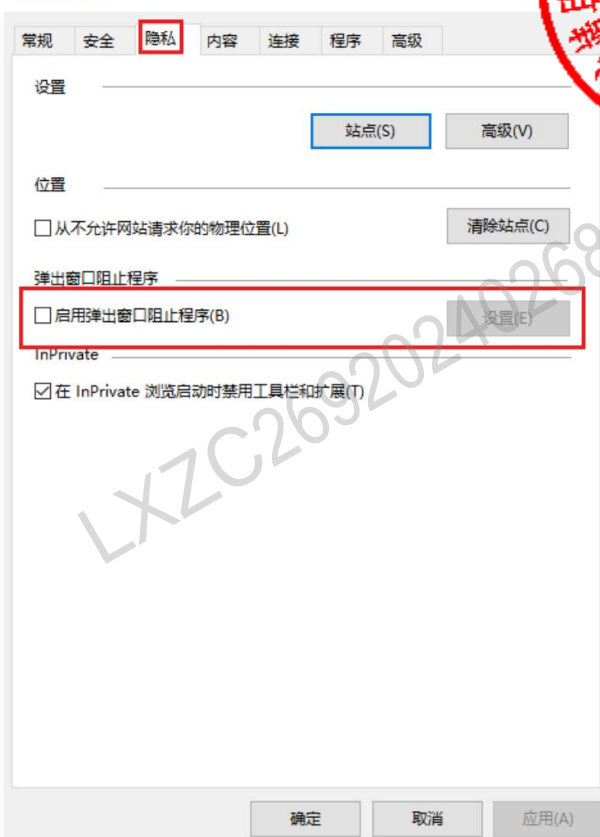 常规 安全 隐私 内容 连接 程序 高级
设置
站点(S) 高级(V)
位置
从不允许网站请求你的物理位置(L) 清除站点(C)
弹出窗口阻止程序
启用弹出窗口阻止程序(B) 设置(E)
InPrivate
在 InPrivate 浏览启动时禁用工具栏和扩展(T)
LXZC26920240268
确定 取消 应用(A)